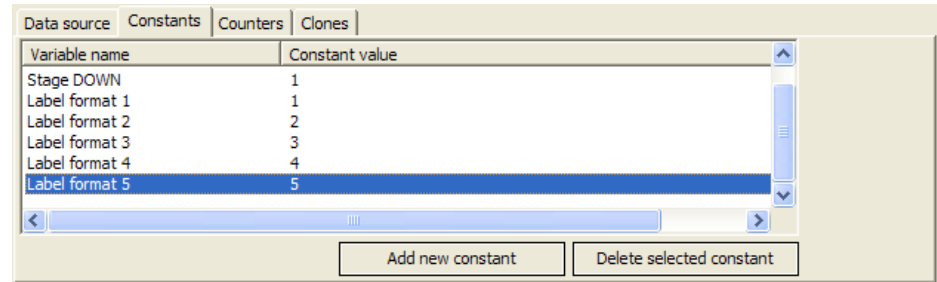 Data source Constants Counters Clones
Variable name Constant value
Stage DOWN 1
Label format 1 1
Label format 2 2
Label format 3 3
Label format 4 4
Label format 5 5
Add new constant Delete selected constant